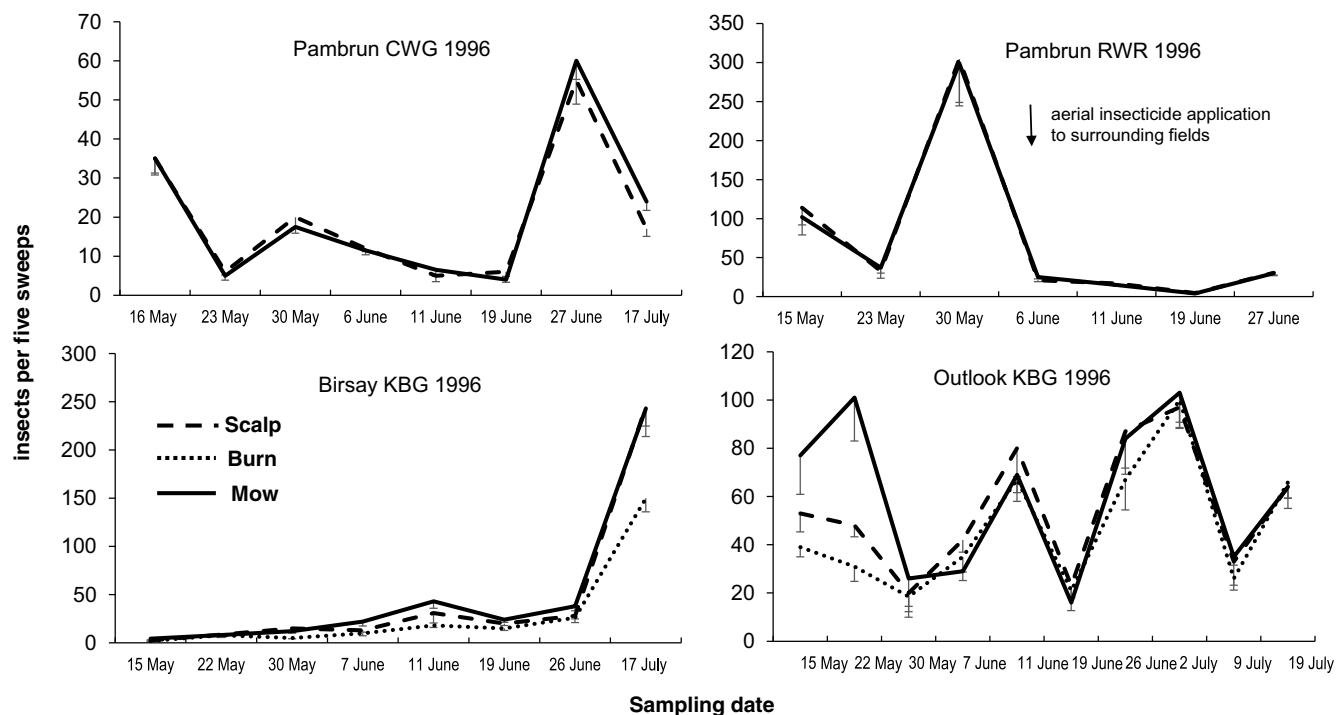 insects per five sweeps
Pambrun CWG 1996
70
60
50
40
30
20
10
0
16 May 23 May 30 May 6 June 11 June 19 June 27 June 17 July
Pambrun RWR 1996
350
300
250
200
150
100
50
0
aerial insecticide application
to surrounding fields
15 May 23 May 30 May 6 June 11 June 19 June 27 June
Birsay KBG 1996
300
250
200
150
100
50
0
Scalp
Burn
Mow
15 May 22 May 30 May 7 June 11 June 19 June 26 June 17 July
Outlook KBG 1996
120
100
80
60
40
20
0
15 May 22 May 30 May 7 June 11 June 19 June 26 June 2 July 9 July 19 July
Sampling date